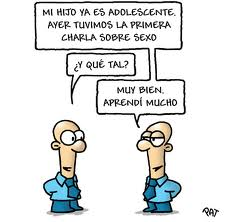 MI HIJO YA ES ADOLESCENTE.
AYER TUVIMOS LA PRIMERA
CHARLA SOBRE SEXO
¿Y QUÉ TAL?
MUY BIEN.
APRENDÍ MUCHO
PAT